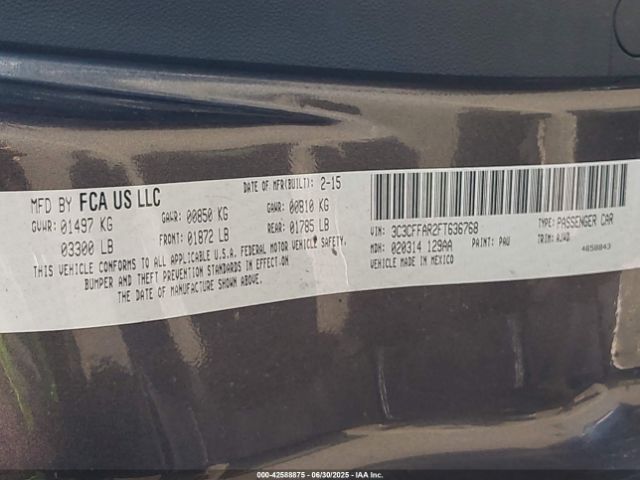 MFD BY FCA US LLC
DATE OF MFR(BUILT): 2-15
GVWR: 01497 KG
GAWR: 00850 KG
GAWR: 00810 KG
03300 LB
FRONT: 01872 LB
REAR: 01785 LB
THIS VEHICLE CONFORMS TO ALL APPLICABLE U.S.A. FEDERAL MOTOR VEHICLE SAFETY,
BUMPER AND THEFT PREVENTION STANDARDS IN EFFECT ON
THE DATE OF MANUFACTURE SHOWN ABOVE.
VIN: 3C3CFFAR2FT636768
TYPE: PASSENGER CAR
MDH: 020314 129AA
PAINT: PAU
TRIM: AJW8
VEHICLE MADE IN MEXICO
4850843
000-42588875 - 06/30/2025 - IAA Inc.